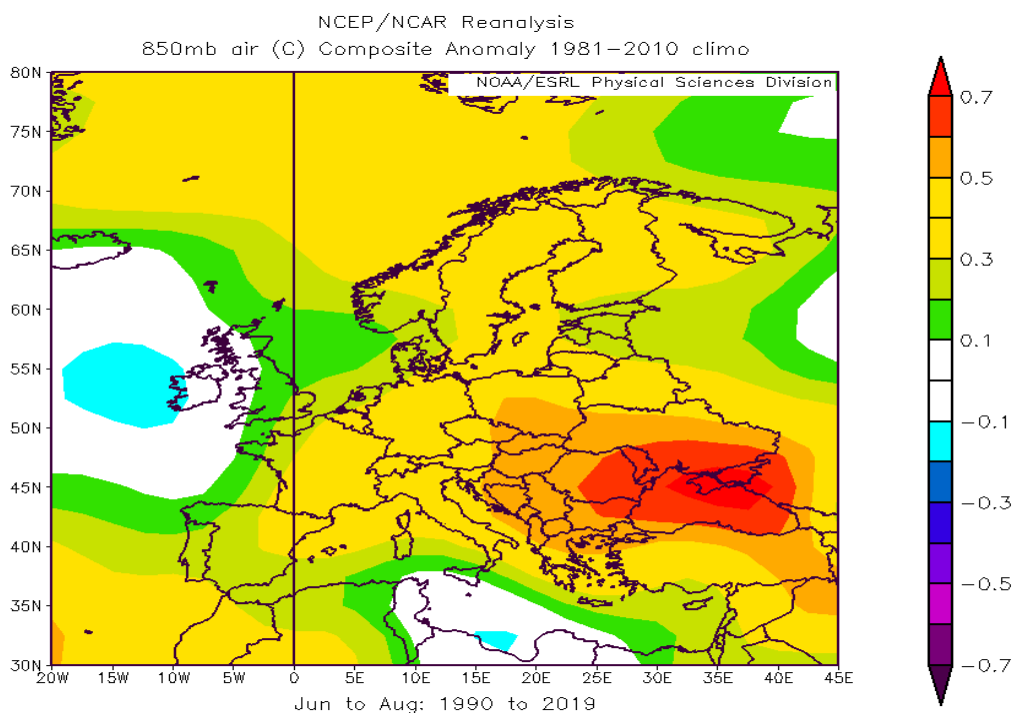 NCEP/NCAR Reanalysis
850mb air (C) Composite Anomaly 1981−2010 climo
NOAA/ESRL Physical Sciences Division
80N
75N
70N
65N
60N
55N
50N
45N
40N
35N
30N
20W 15W 10W 5W 0 5E 10E 15E 20E 25E 30E 35E 40E 45E
0.7
0.5
0.3
0.1
−0.1
−0.3
−0.5
−0.7
Jun to Aug: 1990 to 2019